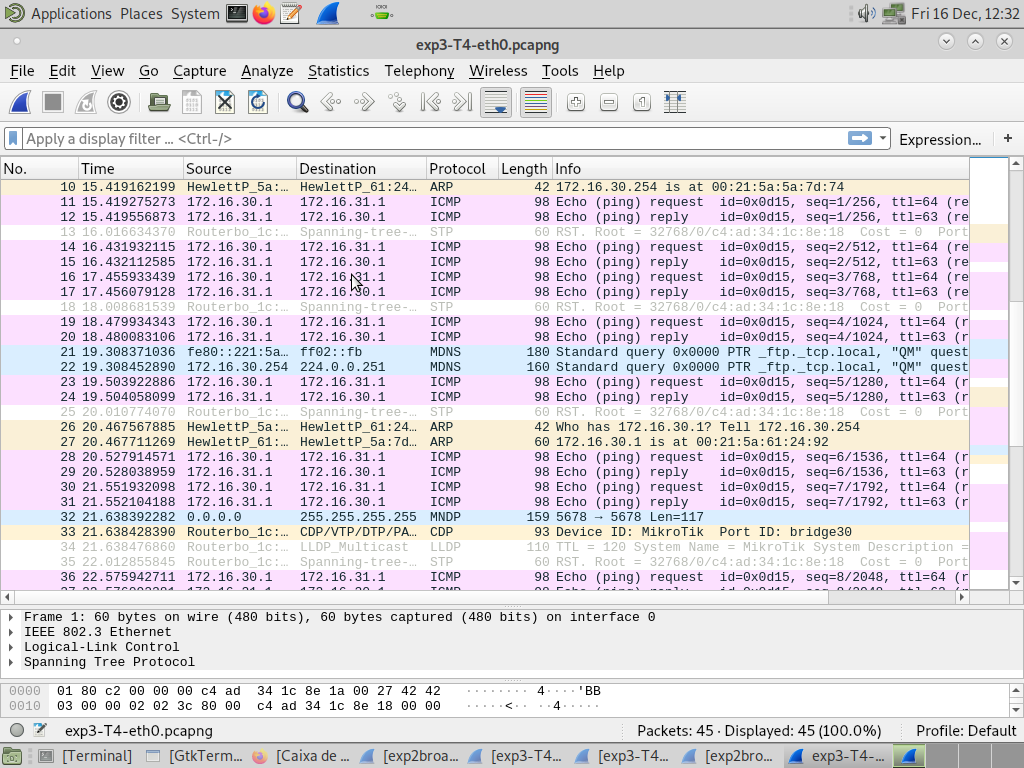 Applications Places System Fri 16 Dec, 12:32
exp3-T4-eth0.pcapng
File Edit View Go Capture Analyze Statistics Telephony Wireless Tools Help
Apply a display filter ... <Ctrl-/> Expression... +
No. Time Source Destination Protocol Length Info
10 15.419162199 HewlettP_5a:… HewlettP_61:24… ARP 42 172.16.30.254 is at 00:21:5a:5a:7d:74
11 15.419275273 172.16.30.1 172.16.31.1 ICMP 98 Echo (ping) request id=0x0d15, seq=1/256, ttl=64 (re
12 15.419556873 172.16.31.1 172.16.30.1 ICMP 98 Echo (ping) reply id=0x0d15, seq=1/256, ttl=63 (re
13 16.016634370 Routerbo_1c:… Spanning-tree-… STP 60 RST. Root = 32768/0/c4:ad:34:1c:8e:18 Cost = 0 Port
14 16.431932115 172.16.30.1 172.16.31.1 ICMP 98 Echo (ping) request id=0x0d15, seq=2/512, ttl=64 (re
15 16.432112585 172.16.31.1 172.16.30.1 ICMP 98 Echo (ping) reply id=0x0d15, seq=2/512, ttl=63 (re
16 17.455933439 172.16.30.1 172.16.31.1 ICMP 98 Echo (ping) request id=0x0d15, seq=3/768, ttl=64 (re
17 17.456079128 172.16.31.1 172.16.30.1 ICMP 98 Echo (ping) reply id=0x0d15, seq=3/768, ttl=63 (re
18 18.008681539 Routerbo_1c:… Spanning-tree-… STP 60 RST. Root = 32768/0/c4:ad:34:1c:8e:18 Cost = 0 Port
19 18.479934343 172.16.30.1 172.16.31.1 ICMP 98 Echo (ping) request id=0x0d15, seq=4/1024, ttl=64 (r
20 18.480083106 172.16.31.1 172.16.30.1 ICMP 98 Echo (ping) reply id=0x0d15, seq=4/1024, ttl=63 (r
21 19.308371036 fe80::221:5a… ff02::fb MDNS 180 Standard query 0x0000 PTR _ftp._tcp.local, "QM" quest
22 19.308452890 172.16.30.254 224.0.0.251 MDNS 160 Standard query 0x0000 PTR _ftp._tcp.local, "QM" quest
23 19.503922886 172.16.30.1 172.16.31.1 ICMP 98 Echo (ping) request id=0x0d15, seq=5/1280, ttl=64 (r
24 19.504058099 172.16.31.1 172.16.30.1 ICMP 98 Echo (ping) reply id=0x0d15, seq=5/1280, ttl=63 (r
25 20.010774070 Routerbo_1c:… Spanning-tree-… STP 60 RST. Root = 32768/0/c4:ad:34:1c:8e:18 Cost = 0 Port
26 20.467567885 HewlettP_5a:… HewlettP_61:24… ARP 42 Who has 172.16.30.1? Tell 172.16.30.254
27 20.467711269 HewlettP_61:… HewlettP_5a:7d… ARP 60 172.16.30.1 is at 00:21:5a:61:24:92
28 20.527914571 172.16.30.1 172.16.31.1 ICMP 98 Echo (ping) request id=0x0d15, seq=6/1536, ttl=64 (r
29 20.528038959 172.16.31.1 172.16.30.1 ICMP 98 Echo (ping) reply id=0x0d15, seq=6/1536, ttl=63 (r
30 21.551932098 172.16.30.1 172.16.31.1 ICMP 98 Echo (ping) request id=0x0d15, seq=7/1792, ttl=64 (r
31 21.552104188 172.16.31.1 172.16.30.1 ICMP 98 Echo (ping) reply id=0x0d15, seq=7/1792, ttl=63 (r
32 21.638392282 0.0.0.0 255.255.255.255 MNDP 159 5678 → 5678 Len=117
33 21.638428390 Routerbo_1c:… CDP/VTP/DTP/PA… CDP 93 Device ID: MikroTik Port ID: bridge30
34 21.638476860 Routerbo_1c:… LLDP_Multicast LLDP 110 TTL = 120 System Name = MikroTik System Description =
35 22.012855845 Routerbo_1c:… Spanning-tree-… STP 60 RST. Root = 32768/0/c4:ad:34:1c:8e:18 Cost = 0 Port
36 22.575942711 172.16.30.1 172.16.31.1 ICMP 98 Echo (ping) request id=0x0d15, seq=8/2048, ttl=64 (r
Frame 1: 60 bytes on wire (480 bits), 60 bytes captured (480 bits) on interface 0
IEEE 802.3 Ethernet
Logical-Link Control
Spanning Tree Protocol
0000 01 80 c2 00 00 00 c4 ad 34 1c 8e 1a 00 27 42 42 ········ 4····'BB
0010 03 00 00 02 02 3c 80 00 c4 ad 34 1c 8e 18 00 00 ·····<·· ··4·····
exp3-T4-eth0.pcapng Packets: 45 · Displayed: 45 (100.0%) Profile: Default
[Terminal] [GtkTerm… [Caixa de … [exp2broa… [exp3-T4… [exp3-T4… [exp2bro… exp3-T4-…